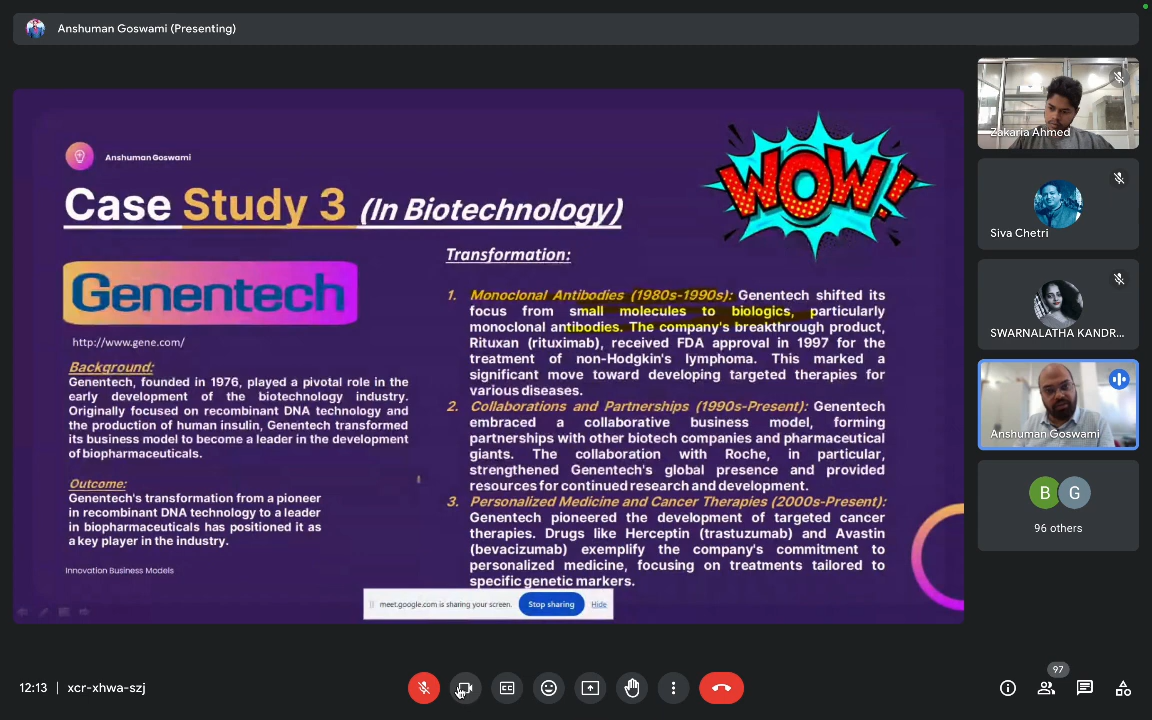 Anshuman Goswami (Presenting)
Anshuman Goswami
Case Study 3 (In Biotechnology)
WOW!
Genentech
http://www.gene.com/
Background:
Genentech, founded in 1976, played a pivotal role in the
early development of the biotechnology industry.
Originally focused on recombinant DNA technology and
the production of human insulin, Genentech transformed
its business model to become a leader in the development
of biopharmaceuticals.
Outcome:
Genentech's transformation from a pioneer
in recombinant DNA technology to a leader
in biopharmaceuticals has positioned it as
a key player in the industry.
Innovation Business Models
Transformation:
1. Monoclonal Antibodies (1980s-1990s): Genentech shifted its
focus from small molecules to biologics, particularly
monoclonal antibodies. The company's breakthrough product,
Rituxan (rituximab), received FDA approval in 1997 for the
treatment of non-Hodgkin's lymphoma. This marked a
significant move toward developing targeted therapies for
various diseases.
2. Collaborations and Partnerships (1990s-Present): Genentech
embraced a collaborative business model, forming
partnerships with other biotech companies and pharmaceutical
giants. The collaboration with Roche, in particular,
strengthened Genentech's global presence and provided
resources for continued research and development.
3. Personalized Medicine and Cancer Therapies (2000s-Present):
Genentech pioneered the development of targeted cancer
therapies. Drugs like Herceptin (trastuzumab) and Avastin
(bevacizumab) exemplify the company's commitment to
personalized medicine, focusing on treatments tailored to
specific genetic markers.
meet.google.com is sharing your screen. Stop sharing Hide
Zakaria Ahmed
Siva Chetri
SWARNALATHA KANDR...
Anshuman Goswami
B G
96 others
12:13 | xcr-xhwa-szj
97